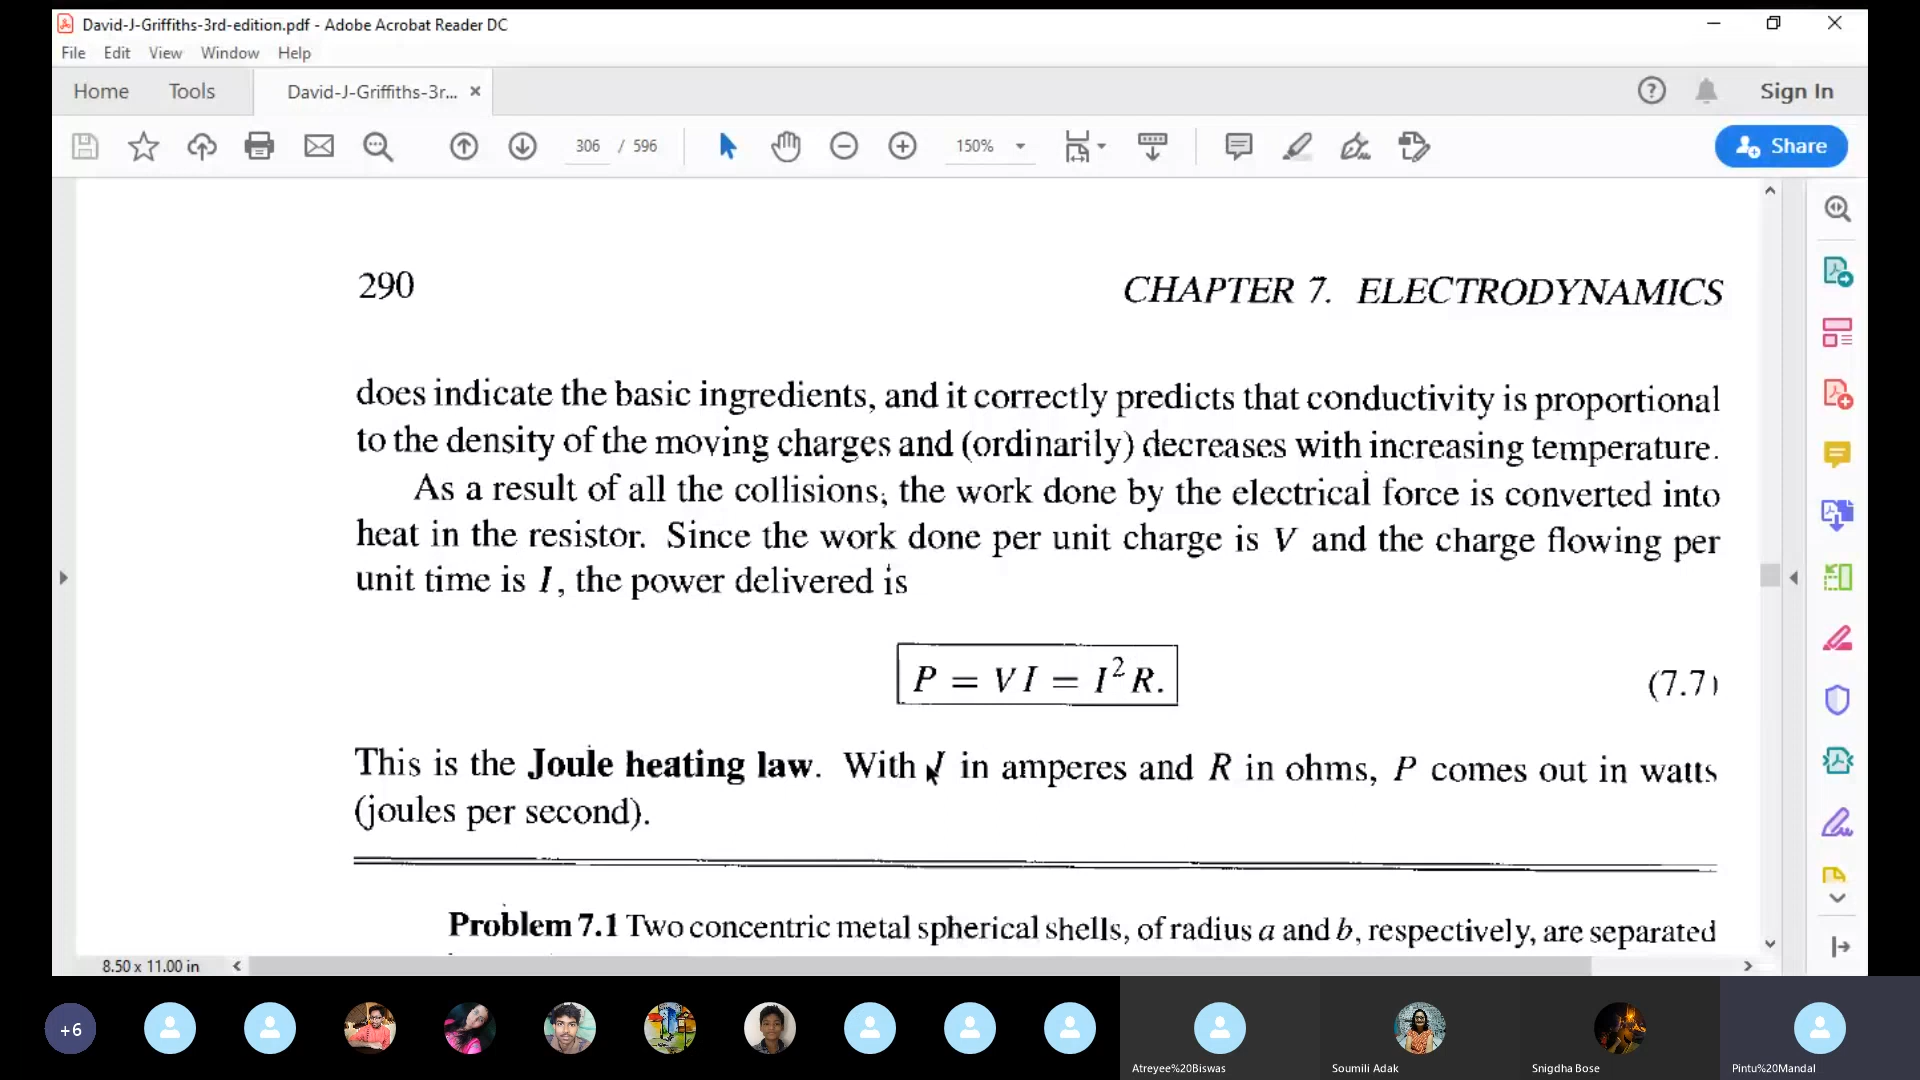 David-J-Griffiths-3rd-edition.pdf - Adobe Acrobat Reader DC
File Edit View Window Help
Home Tools David-J-Griffiths-3r... Sign In
306 / 596 150% Share
290 CHAPTER 7. ELECTRODYNAMICS
does indicate the basic ingredients, and it correctly predicts that conductivity is proportional
to the density of the moving charges and (ordinarily) decreases with increasing temperature.
As a result of all the collisions, the work done by the electrical force is converted into
heat in the resistor. Since the work done per unit charge is V and the charge flowing per
unit time is I, the power delivered is
P = VI = I²R. (7.7)
This is the Joule heating law. With I in amperes and R in ohms, P comes out in watts
(joules per second).
Problem 7.1 Two concentric metal spherical shells, of radius a and b, respectively, are separated
8.50 x 11.00 in
+6
Atreyee%20Biswas Soumili Adak Snigdha Bose Pintu%20Mandal